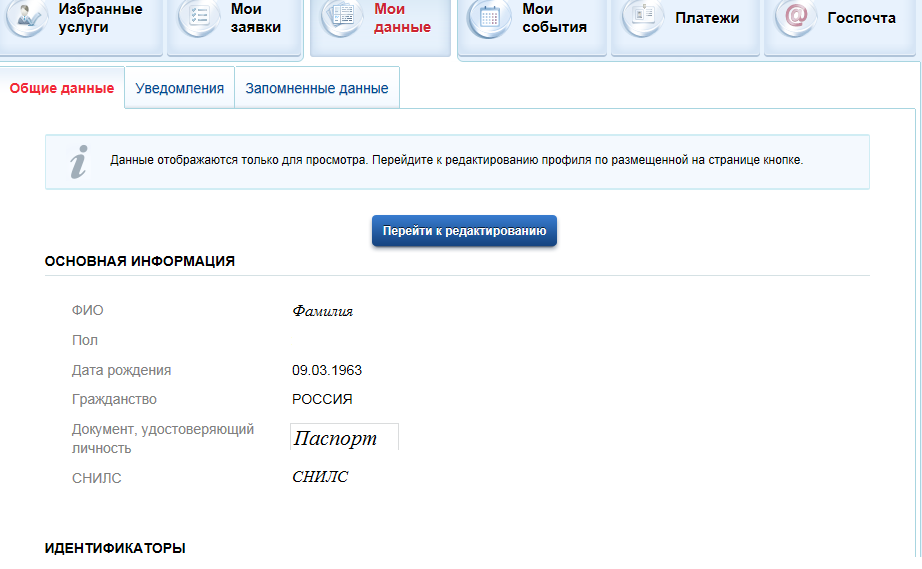 Избранные услуги
Мои заявки
Мои данные
Мои события
Платежи
Госпочта
Общие данные
Уведомления
Запомненные данные
Данные отображаются только для просмотра. Перейдите к редактированию профиля по размещенной на странице кнопке.
Перейти к редактированию
ОСНОВНАЯ ИНФОРМАЦИЯ
ФИО Фамилия
Пол
Дата рождения 09.03.1963
Гражданство РОССИЯ
Документ, удостоверяющий
личность Паспорт
СНИЛС СНИЛС
ИДЕНТИФИКАТОРЫ